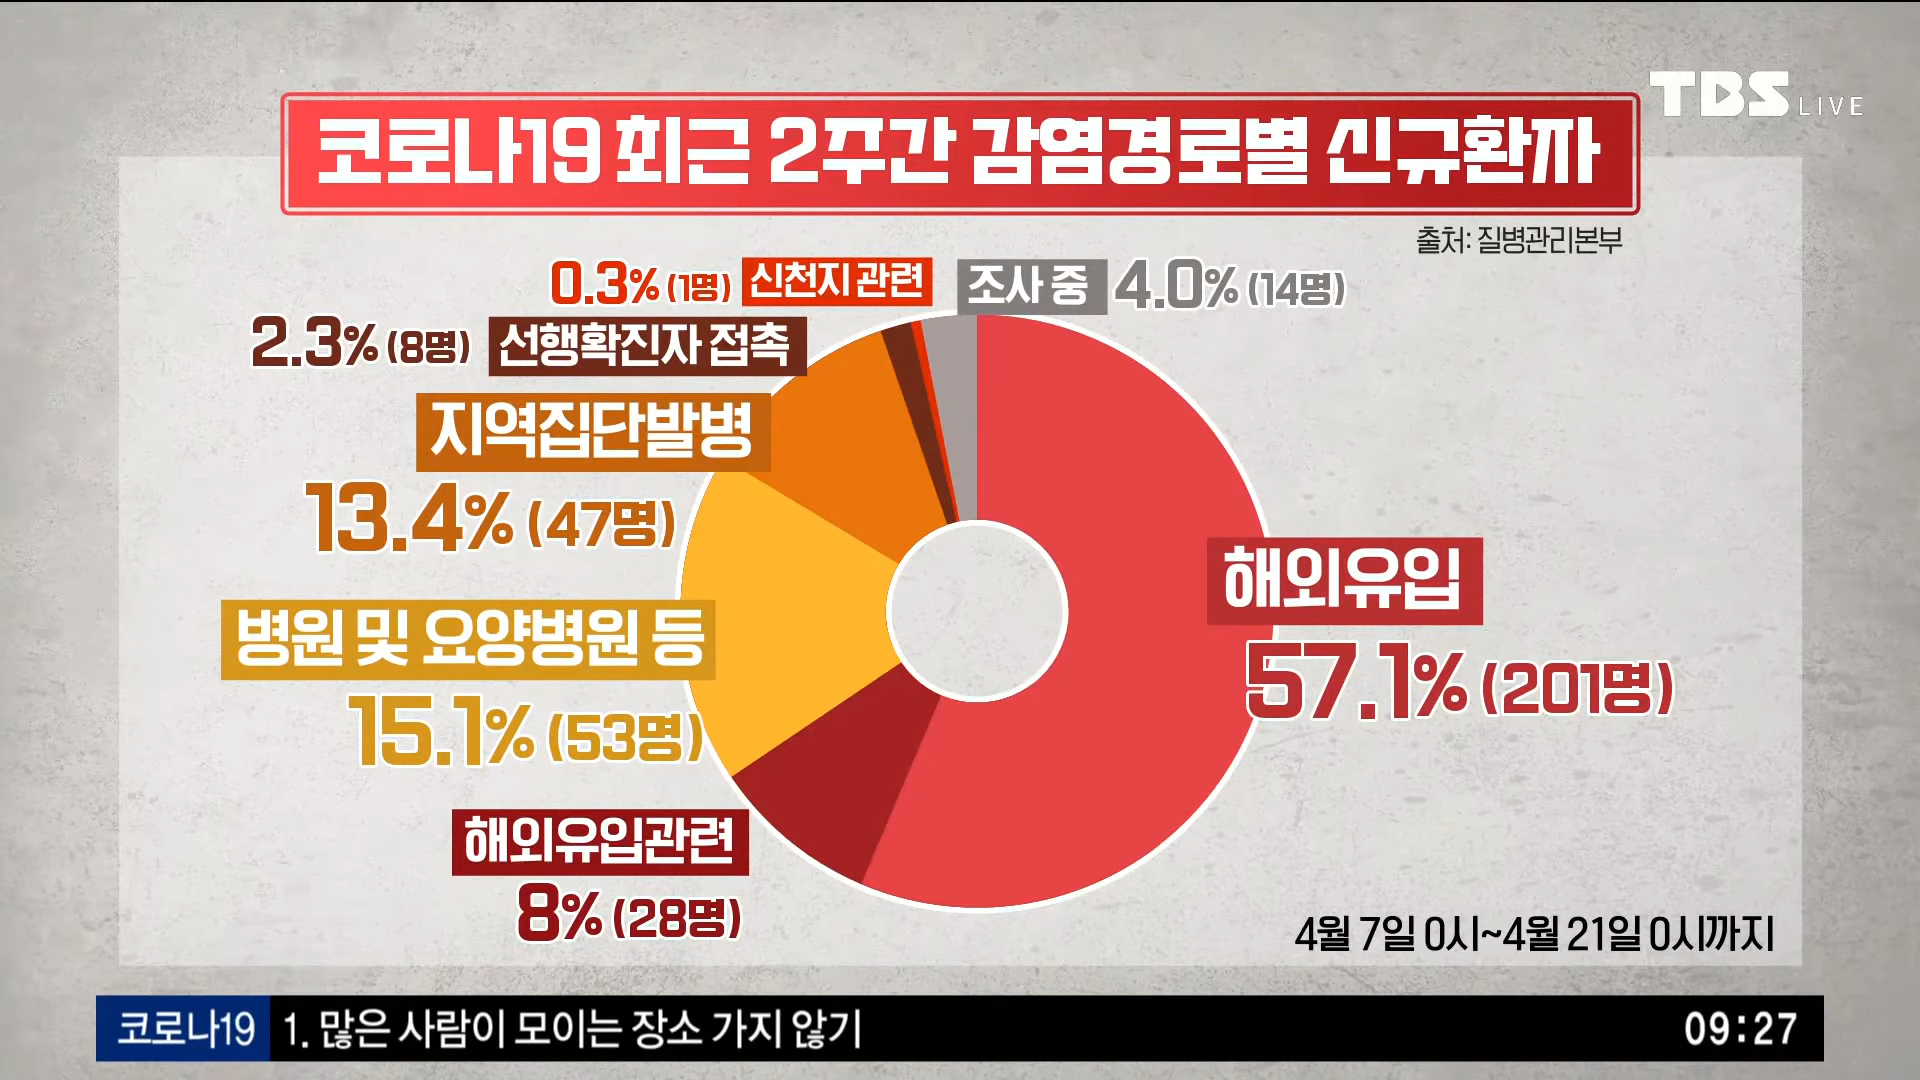 TBS LIVE
코로나19 최근 2주간 감염경로별 신규환자
출처: 질병관리본부
0.3% (1명) 신천지 관련
조사 중 4.0% (14명)
2.3% (8명) 선행확진자 접촉
지역집단발병
13.4% (47명)
해외유입
57.1% (201명)
병원 및 요양병원 등
15.1% (53명)
해외유입관련
8% (28명)
4월 7일 0시~4월 21일 0시까지
코로나19 1. 많은 사람이 모이는 장소 가지 않기 09:27